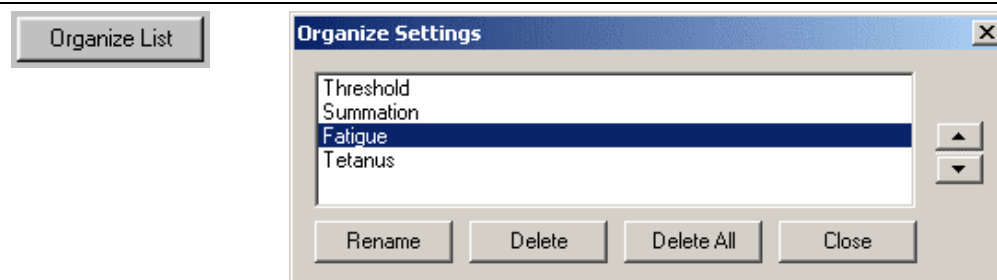 Organize List
Organize Settings
Threshold
Summation
Fatigue
Tetanus
Rename Delete Delete All Close